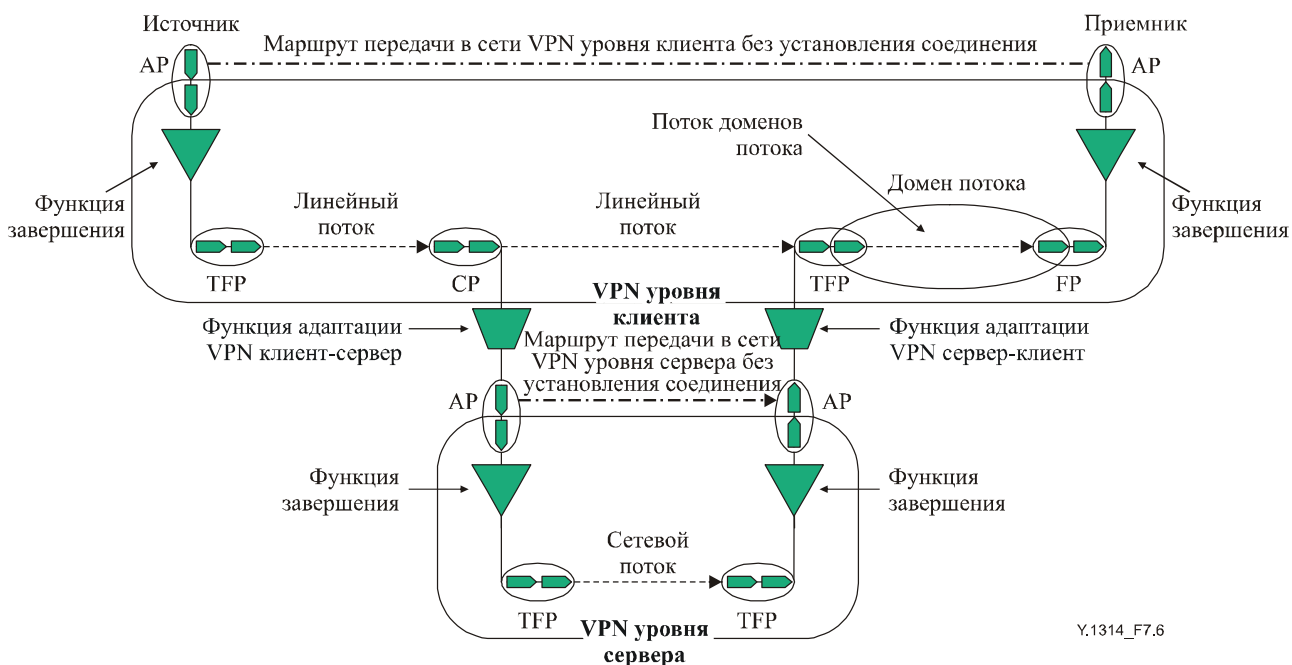 Источник
Приемник
Маршрут передачи в сети VPN уровня клиента без установления соединения
AP
AP
Поток доменов
потока
Функция
завершения
Линейный
поток
Линейный
поток
Домен потока
Функция
завершения
TFP
CP
TFP
FP
VPN уровня
клиента
Функция адаптации
VPN клиент-сервер
Маршрут передачи в сети
VPN уровня сервера без
установления соединения
Функция адаптации
VPN сервер-клиент
AP
AP
Функция
завершения
Функция
завершения
Сетевой
поток
TFP
TFP
VPN уровня
сервера
Y.1314_F7.6